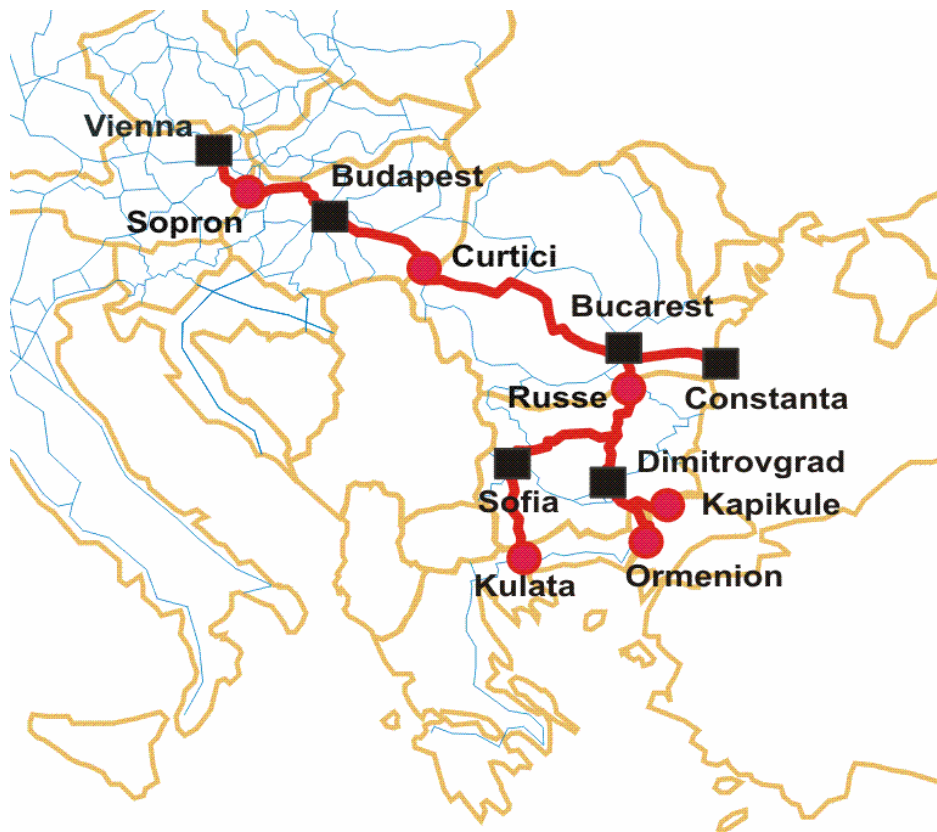 Vienna
Budapest
Sopron
Curtici
Bucarest
Russe
Constanta
Dimitrovgrad
Sofia
Kapikule
Kulata
Ormenion